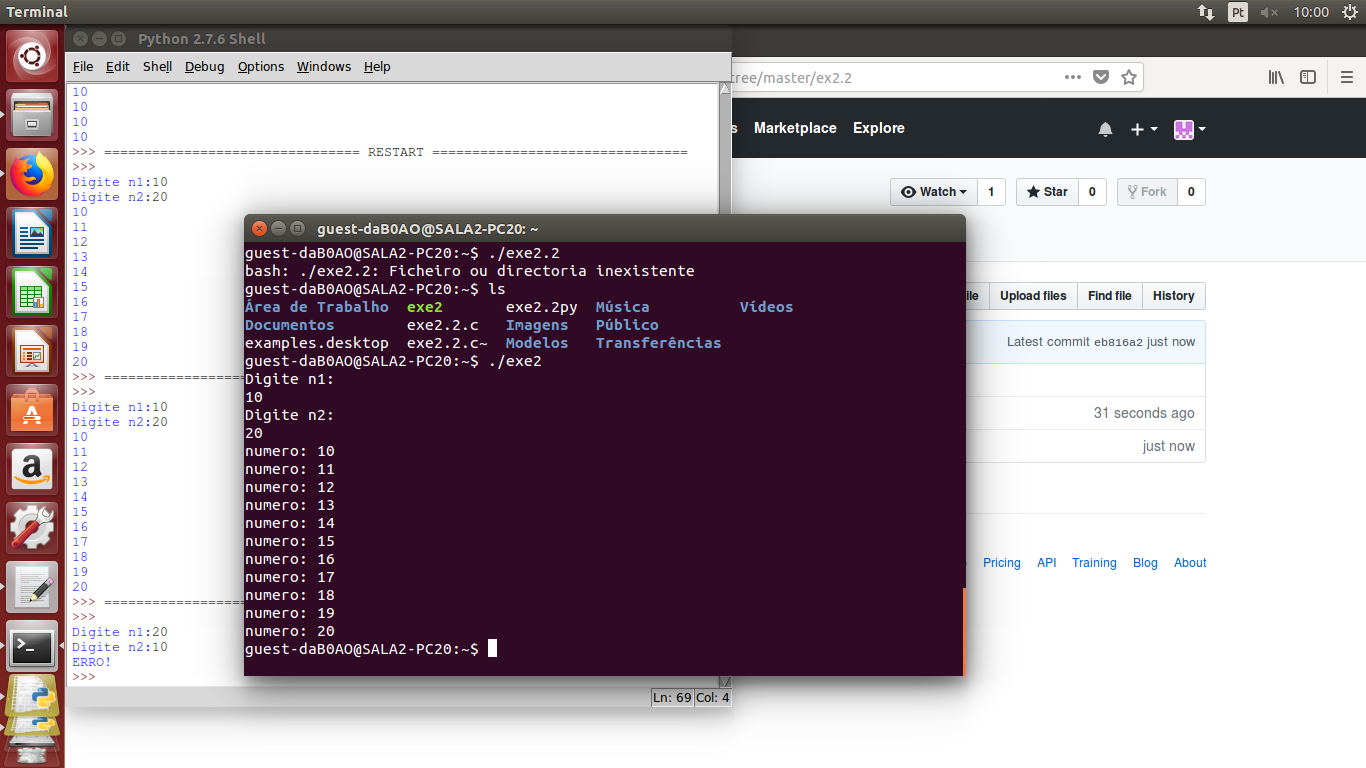 Terminal
Pt
10:00
Python 2.7.6 Shell
File Edit Shell Debug Options Windows Help
10
10
10
10
>>> ================================ RESTART ================================
>>>
Digite n1:10
Digite n2:20
10
11
12
13
14
15
16
17
18
19
20
>>> ==================
>>>
Digite n1:10
Digite n2:20
10
11
12
13
14
15
16
17
18
19
20
>>> ==================
>>>
Digite n1:20
Digite n2:10
ERRO!
>>>
Ln: 69 Col: 4
guest-daB0AO@SALA2-PC20: ~
guest-daB0AO@SALA2-PC20:~$ ./exe2.2
bash: ./exe2.2: Ficheiro ou directoria inexistente
guest-daB0AO@SALA2-PC20:~$ ls
Área de Trabalho exe2 exe2.2py Música Vídeos
Documentos exe2.2.c Imagens Público
examples.desktop exe2.2.c~ Modelos Transferências
guest-daB0AO@SALA2-PC20:~$ ./exe2
Digite n1:
10
Digite n2:
20
numero: 10
numero: 11
numero: 12
numero: 13
numero: 14
numero: 15
numero: 16
numero: 17
numero: 18
numero: 19
numero: 20
guest-daB0AO@SALA2-PC20:~$
tree/master/ex2.2
s Marketplace Explore
Watch 1 Star 0 Fork 0
ile Upload files Find file History
Latest commit eb816a2 just now
31 seconds ago
just now
Pricing API Training Blog About